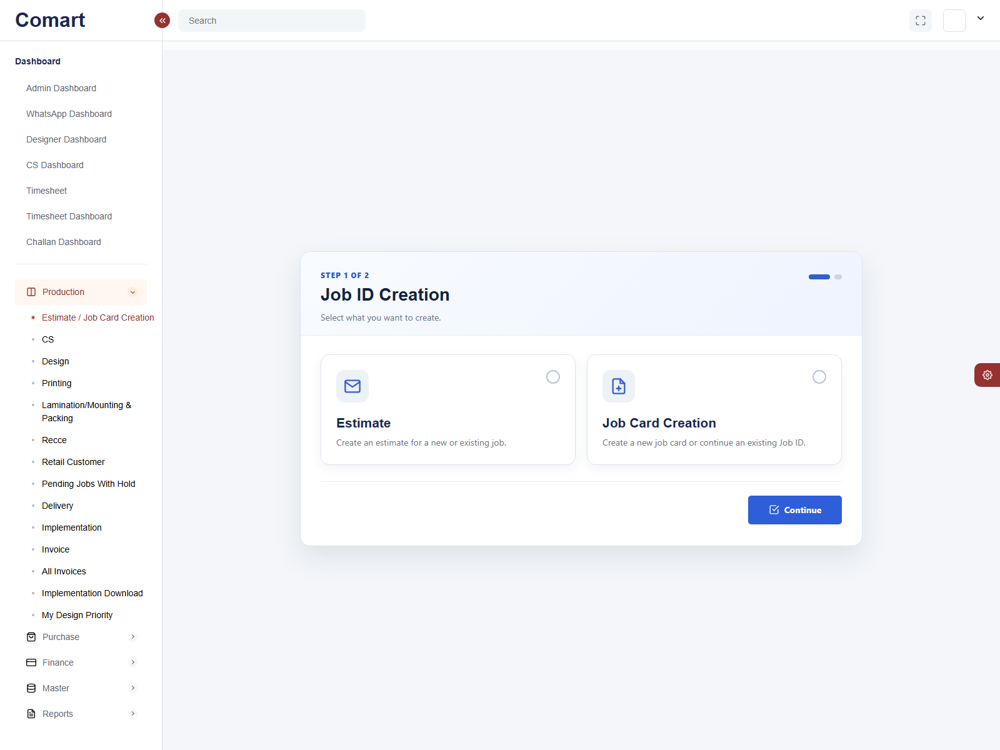 Comart
Search
Dashboard
Admin Dashboard
WhatsApp Dashboard
Designer Dashboard
CS Dashboard
Timesheet
Timesheet Dashboard
Challan Dashboard
Production
Estimate / Job Card Creation
CS
Design
Printing
Lamination/Mounting &
Packing
Recce
Retail Customer
Pending Jobs With Hold
Delivery
Implementation
Invoice
All Invoices
Implementation Download
My Design Priority
Purchase
Finance
Master
Reports
STEP 1 OF 2
Job ID Creation
Select what you want to create.
Estimate
Create an estimate for a new or existing job.
Job Card Creation
Create a new job card or continue an existing Job ID.
Continue